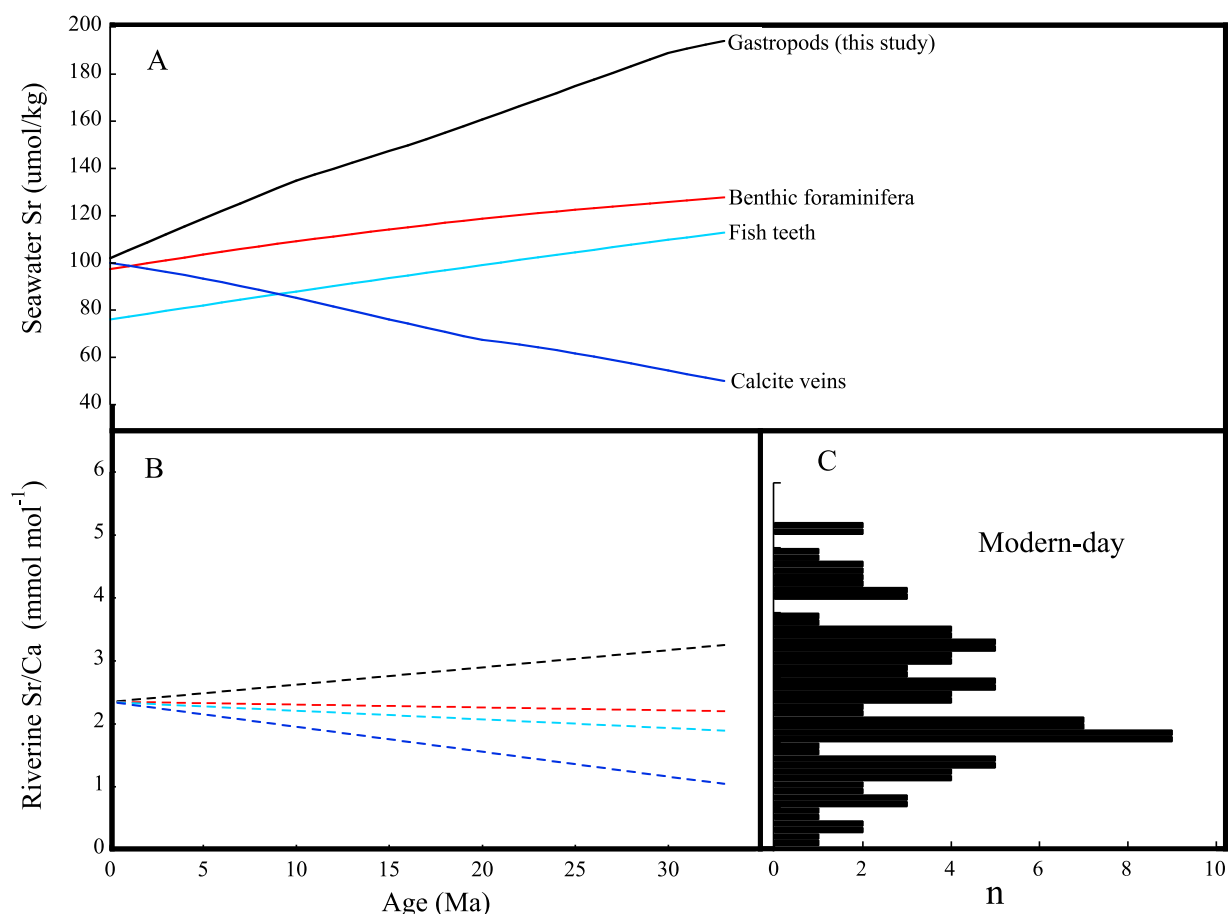 A
Seawater Sr (umol/kg)
200
180
160
140
120
100
80
60
40
Gastropods (this study)
Benthic foraminifera
Fish teeth
Calcite veins
B
Riverine Sr/Ca (mmol mol⁻¹)
6
5
4
3
2
1
0
0 5 10 15 20 25 30
Age (Ma)
C
Modern-day
0 2 4 6 8 10
n